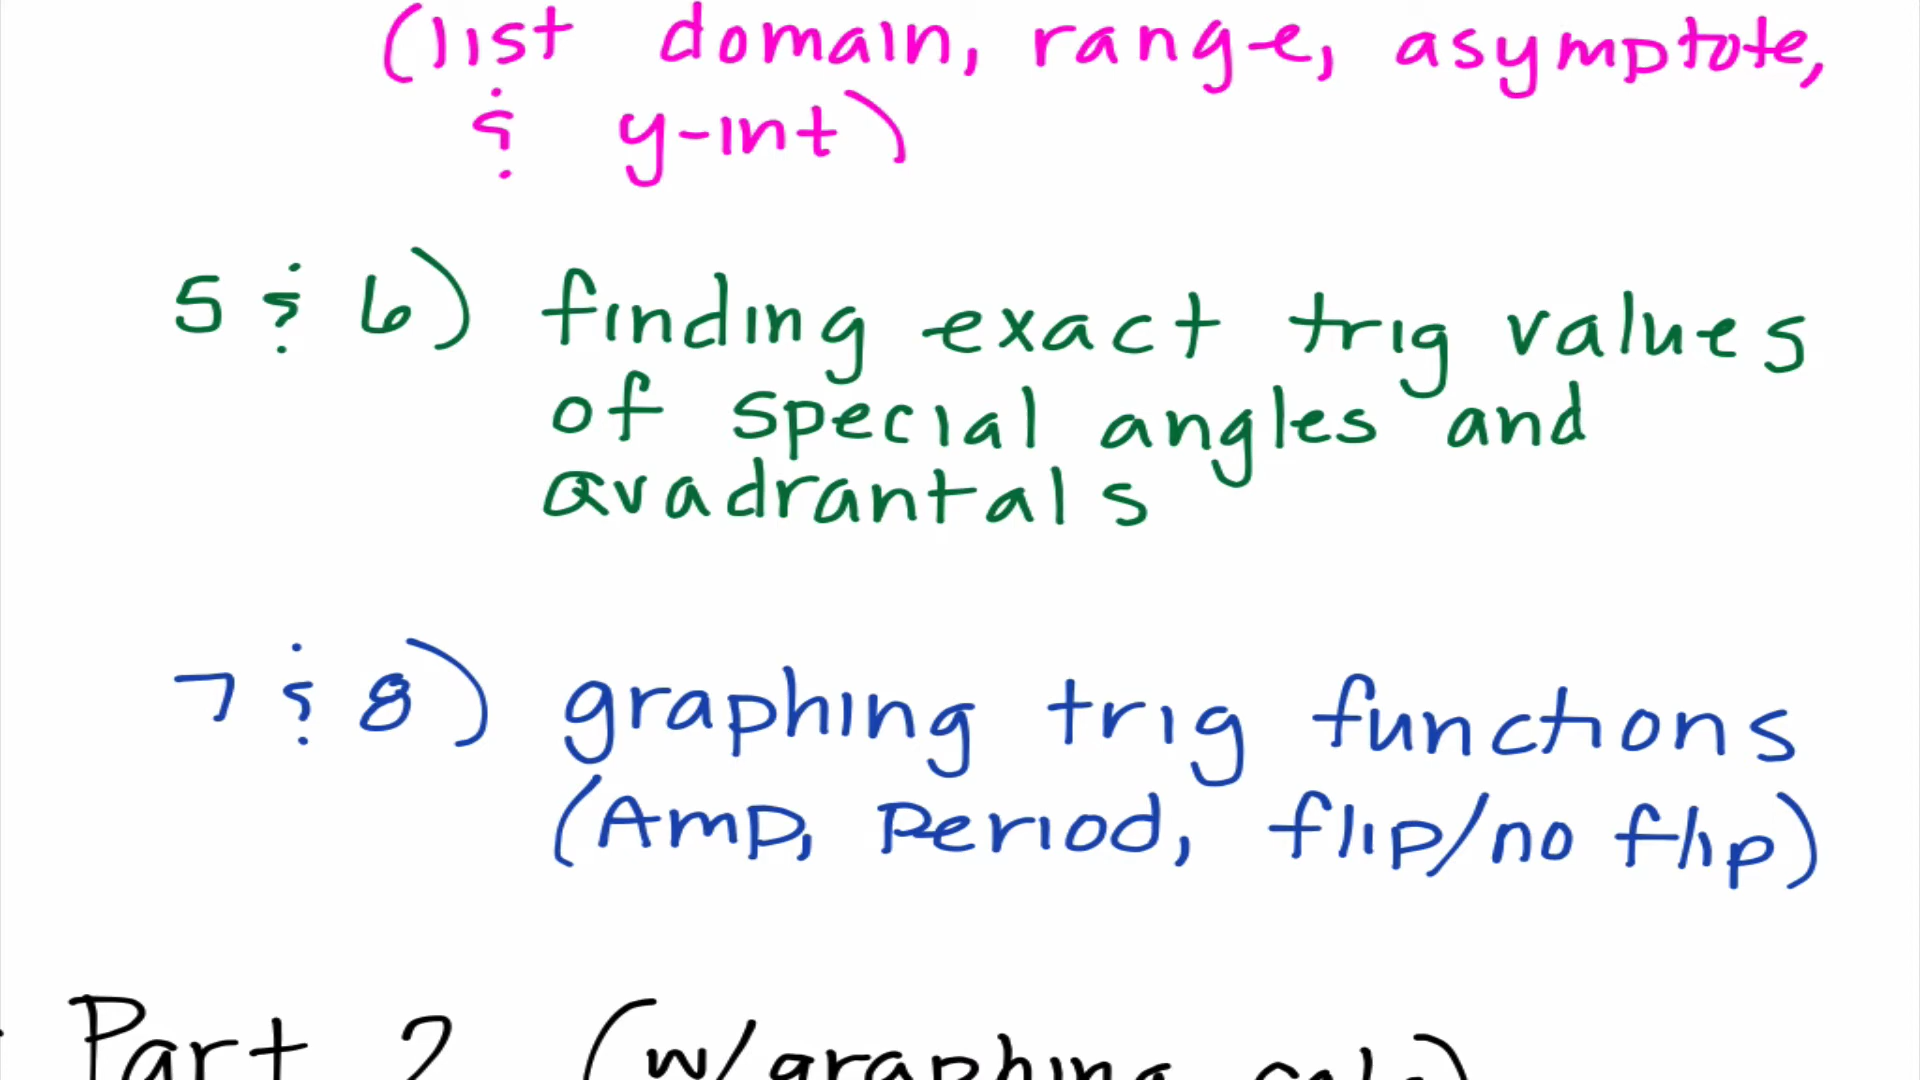 (list domain, range, asymptote,
& y-int)
5 & 6) finding exact trig values
of special angles and
Quadrantals
7 & 8) graphing trig functions
(Amp, Period, flip/no flip)
Part 2 (w/graphing calc)